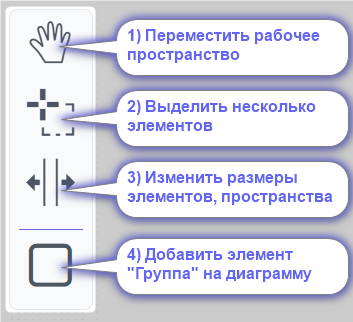 1) Переместить рабочее
пространство
2) Выделить несколько
элементов
3) Изменить размеры
элементов, пространства
4) Добавить элемент
"Группа" на диаграмму